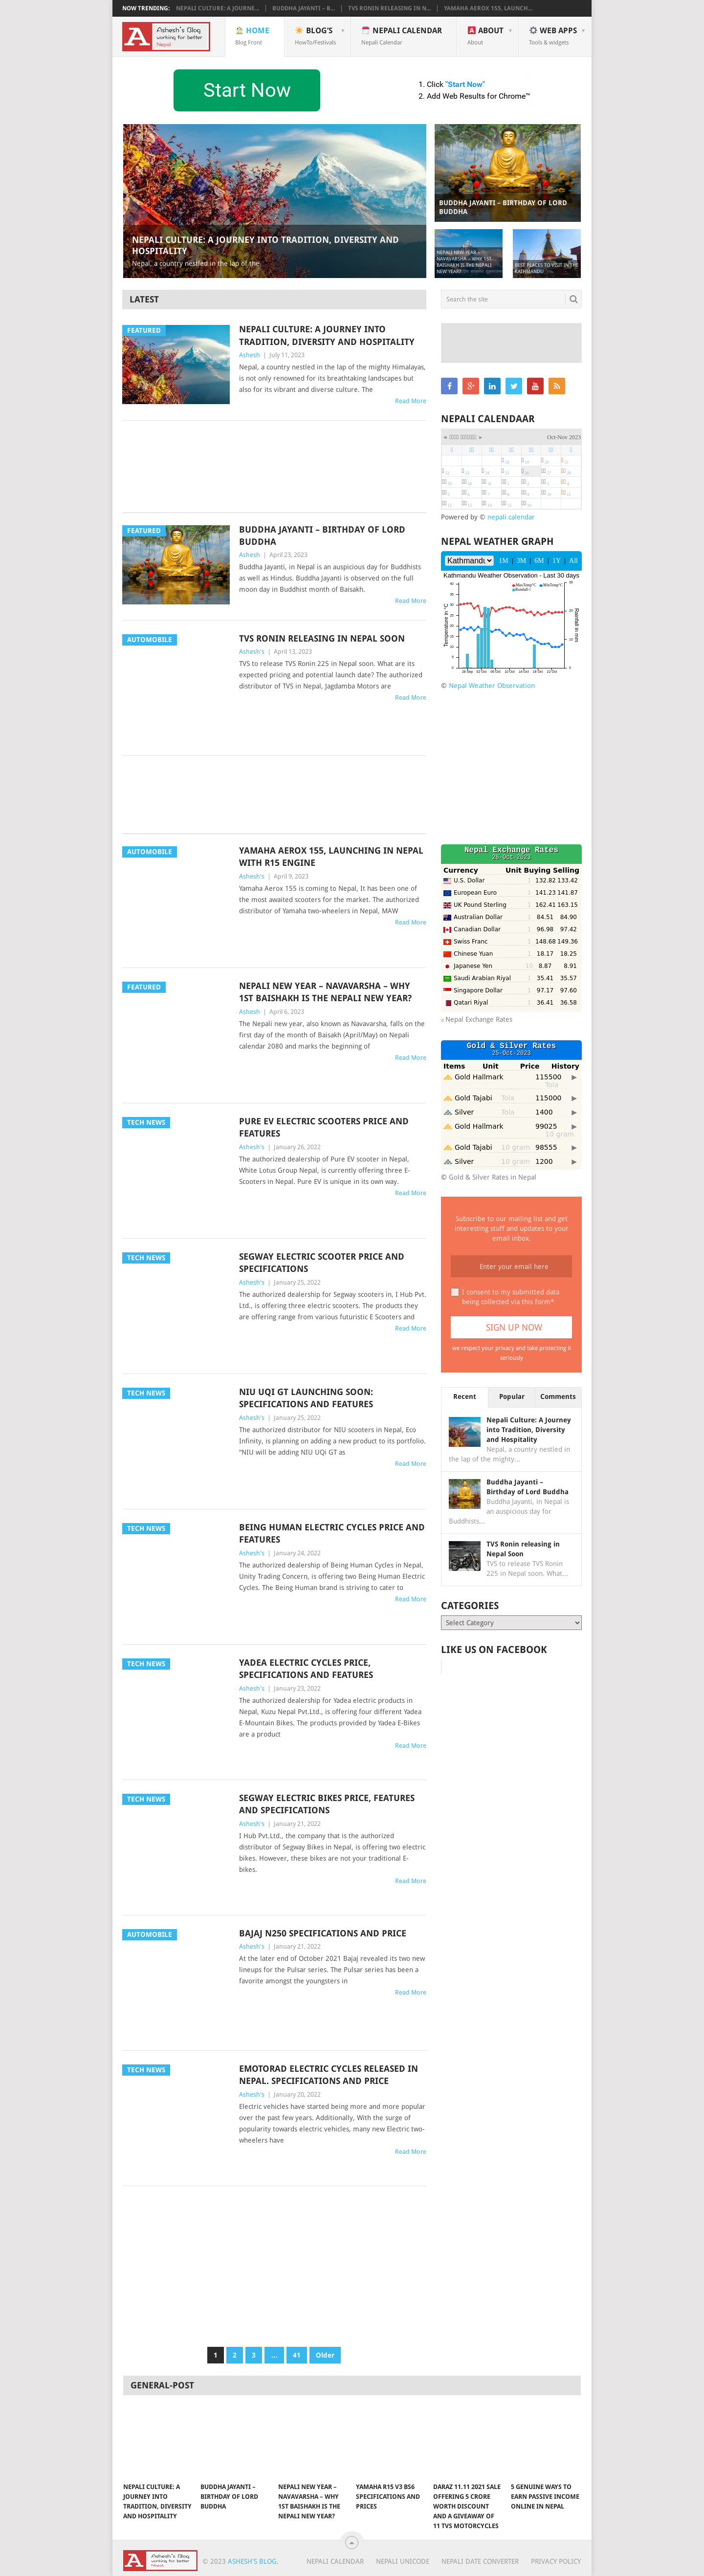 NOW TRENDING: NEPALI CULTURE: A JOURNE... BUDDHA JAYANTI – B... TVS RONIN RELEASING IN N... YAMAHA AEROX 155, LAUNCH...
A Ashesh's Blog
working for better
Nepal
HOME
Blog Front
BLOG'S
HowTo/Festivals
NEPALI CALENDAR
Nepali Calendar
ABOUT
About
WEB APPS
Tools & widgets
Start Now
1. Click "Start Now"
2. Add Web Results for Chrome™
NEPALI CULTURE: A JOURNEY INTO TRADITION, DIVERSITY AND
HOSPITALITY
Nepal, a country nestled in the lap of the
BUDDHA JAYANTI – BIRTHDAY OF LORD
BUDDHA
NEPALI NEW YEAR –
NAVAVARSHA – WHY 1ST
BAISHAKH IS THE NEPALI
NEW YEAR?
BEST PLACES TO VISIT IN THE
KATHMANDU
LATEST
FEATURED
NEPALI CULTURE: A JOURNEY INTO
TRADITION, DIVERSITY AND HOSPITALITY
Ashesh | July 11, 2023
Nepal, a country nestled in the lap of the mighty Himalayas,
is not only renowned for its breathtaking landscapes but
also for its vibrant and diverse culture. The
Read More
FEATURED
BUDDHA JAYANTI – BIRTHDAY OF LORD
BUDDHA
Ashesh | April 23, 2023
Buddha Jayanti, in Nepal is an auspicious day for Buddhists
as well as Hindus. Buddha Jayanti is observed on the full
moon day in Buddhist month of Baisakh.
Read More
AUTOMOBILE
TVS RONIN RELEASING IN NEPAL SOON
Ashesh's | April 13, 2023
TVS to release TVS Ronin 225 in Nepal soon. What are its
expected pricing and potential launch date? The authorized
distributor of TVS in Nepal, Jagdamba Motors are
Read More
AUTOMOBILE
YAMAHA AEROX 155, LAUNCHING IN NEPAL
WITH R15 ENGINE
Ashesh's | April 9, 2023
Yamaha Aerox 155 is coming to Nepal, It has been one of
the most awaited scooters for the market. The authorized
distributor of Yamaha two-wheelers in Nepal, MAW
Read More
FEATURED
NEPALI NEW YEAR – NAVAVARSHA – WHY
1ST BAISHAKH IS THE NEPALI NEW YEAR?
Ashesh | April 6, 2023
The Nepali new year, also known as Navavarsha, falls on the
first day of the month of Baisakh (April/May) on Nepali
calendar 2080 and marks the beginning of
Read More
TECH NEWS
PURE EV ELECTRIC SCOOTERS PRICE AND
FEATURES
Ashesh's | January 26, 2022
The authorized dealership of Pure EV scooter in Nepal,
White Lotus Group Nepal, is currently offering three E-
Scooters in Nepal. Pure EV is unique in its own way.
Read More
TECH NEWS
SEGWAY ELECTRIC SCOOTER PRICE AND
SPECIFICATIONS
Ashesh's | January 25, 2022
The authorized dealership for Segway scooters in, I Hub Pvt.
Ltd., is offering three electric scooters. The products they
are offering range from various futuristic E Scooters and
Read More
TECH NEWS
NIU UQI GT LAUNCHING SOON:
SPECIFICATIONS AND FEATURES
Ashesh's | January 25, 2022
The authorized distributor for NIU scooters in Nepal, Eco
Infinity, is planning on adding a new product to its portfolio.
"NIU will be adding NIU UQi GT as
Read More
TECH NEWS
BEING HUMAN ELECTRIC CYCLES PRICE AND
FEATURES
Ashesh's | January 24, 2022
The authorized dealership of Being Human Cycles in Nepal,
Unity Trading Concern, is offering two Being Human Electric
Cycles. The Being Human brand is striving to cater to
Read More
TECH NEWS
YADEA ELECTRIC CYCLES PRICE,
SPECIFICATIONS AND FEATURES
Ashesh's | January 23, 2022
The authorized dealership for Yadea electric products in
Nepal, Kuzu Nepal Pvt.Ltd., is offering four different Yadea
E-Mountain Bikes. The products provided by Yadea E-Bikes
are a product
Read More
TECH NEWS
SEGWAY ELECTRIC BIKES PRICE, FEATURES
AND SPECIFICATIONS
Ashesh's | January 21, 2022
I Hub Pvt.Ltd., the company that is the authorized
distributor of Segway Bikes in Nepal, is offering two electric
bikes. However, these bikes are not your traditional E-
bikes.
Read More
AUTOMOBILE
BAJAJ N250 SPECIFICATIONS AND PRICE
Ashesh's | January 21, 2022
At the later end of October 2021 Bajaj revealed its two new
lineups for the Pulsar series. The Pulsar series has been a
favorite amongst the youngsters in
Read More
TECH NEWS
EMOTORAD ELECTRIC CYCLES RELEASED IN
NEPAL. SPECIFICATIONS AND PRICE
Ashesh's | January 20, 2022
Electric vehicles have started being more and more popular
over the past few years. Additionally, With the surge of
popularity towards electric vehicles, many new Electric two-
wheelers have
Read More
1 2 3 ... 41 Older
Search the site
NEPALI CALENDAAR
Oct-Nov 2023
Powered by © nepali calendar
NEPAL WEATHER GRAPH
Kathmandu 1M | 3M | 6M | 1Y | All
Kathmandu Weather Observation - Last 30 days
MaxTemp°C MinTemp°C
Rainfall
Temperature in °C
Rainfall in mm
© Nepal Weather Observation
Nepal Exchange Rates
26-Oct-2023
Currency Unit Buying Selling
U.S. Dollar 1 132.82 133.42
European Euro 1 141.23 141.87
UK Pound Sterling 1 162.41 163.15
Australian Dollar 1 84.51 84.90
Canadian Dollar 1 96.98 97.42
Swiss Franc 1 148.68 149.36
Chinese Yuan 1 18.17 18.25
Japanese Yen 10 8.87 8.91
Saudi Arabian Riyal 1 35.41 35.57
Singapore Dollar 1 97.17 97.60
Qatari Riyal 1 36.41 36.58
Nepal Exchange Rates
Gold & Silver Rates
25-Oct-2023
Items Unit Price History
Gold Hallmark 115500 ▶
Tola
Gold Tajabi Tola 115000 ▶
Silver Tola 1400 ▶
Gold Hallmark 99025 ▶
10 gram
Gold Tajabi 10 gram 98555 ▶
Silver 10 gram 1200 ▶
© Gold & Silver Rates in Nepal
Subscribe to our mailing list and get
interesting stuff and updates to your
email inbox.
Enter your email here
I consent to my submitted data
being collected via this form*
SIGN UP NOW
we respect your privacy and take protecting it
seriously
Recent Popular Comments
Nepali Culture: A Journey
into Tradition, Diversity
and Hospitality
Nepal, a country nestled in
the lap of the mighty...
Buddha Jayanti –
Birthday of Lord Buddha
Buddha Jayanti, in Nepal is
an auspicious day for
Buddhists...
TVS Ronin releasing in
Nepal Soon
TVS to release TVS Ronin
225 in Nepal soon. What...
CATEGORIES
Select Category
LIKE US ON FACEBOOK
GENERAL-POST
NEPALI CULTURE: A
JOURNEY INTO
TRADITION, DIVERSITY
AND HOSPITALITY
BUDDHA JAYANTI –
BIRTHDAY OF LORD
BUDDHA
NEPALI NEW YEAR –
NAVAVARSHA – WHY
1ST BAISHAKH IS THE
NEPALI NEW YEAR?
YAMAHA R15 V3 BS6
SPECIFICATIONS AND
PRICES
DARAZ 11.11 2021 SALE
OFFERING 5 CRORE
WORTH DISCOUNT
AND A GIVEAWAY OF
11 TVS MOTORCYCLES
5 GENUINE WAYS TO
EARN PASSIVE INCOME
ONLINE IN NEPAL
A Ashesh's Blog
working for better
Nepal
© 2023 ASHESH'S BLOG.
NEPALI CALENDAR NEPALI UNICODE NEPALI DATE CONVERTER PRIVACY POLICY